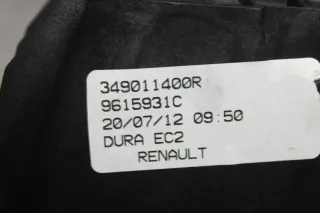 349011400R
9615931C
20/07/12 09:50
DURA EC2
RENAULT